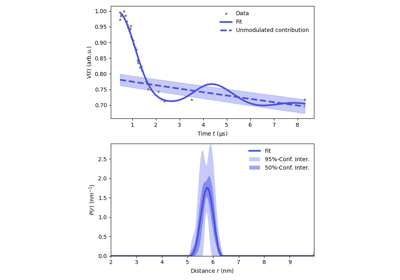 1.00
0.95
0.90
0.85
0.80
0.75
0.70
V(t) (arb.u.)
Data
Fit
Unmodulated contribution
1 2 3 4 5 6 7 8
Time t (μs)
2.5
2.0
1.5
1.0
0.5
0.0
P(r) (nm⁻¹)
Fit
95%-Conf. Inter.
50%-Conf. Inter.
2 3 4 5 6 7 8 9
Distance r (nm)